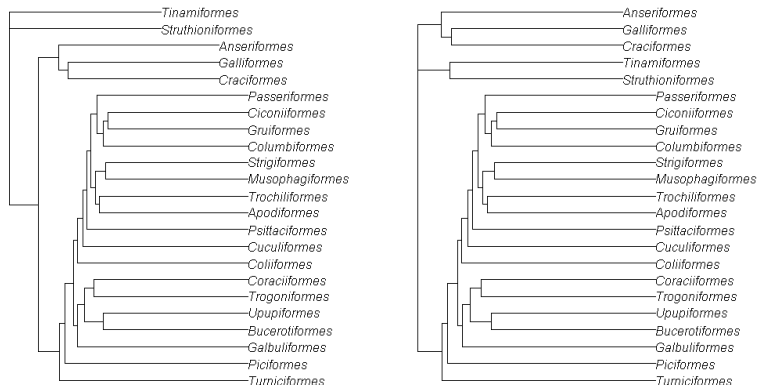 Tinamiformes
Struthioniformes
Anseriformes
Galliformes
Craciformes
Passeriformes
Ciconiiformes
Gruiformes
Columbiformes
Strigiformes
Musophagiformes
Trochiliformes
Apodiformes
Psittaciformes
Cuculiformes
Coliiformes
Coraciiformes
Trogoniformes
Upupiformes
Bucerotiformes
Galbuliformes
Piciformes
Turniciformes
Anseriformes
Galliformes
Craciformes
Tinamiformes
Struthioniformes
Passeriformes
Ciconiiformes
Gruiformes
Columbiformes
Strigiformes
Musophagiformes
Trochiliformes
Apodiformes
Psittaciformes
Cuculiformes
Coliiformes
Coraciiformes
Trogoniformes
Upupiformes
Bucerotiformes
Galbuliformes
Piciformes
Turniciformes